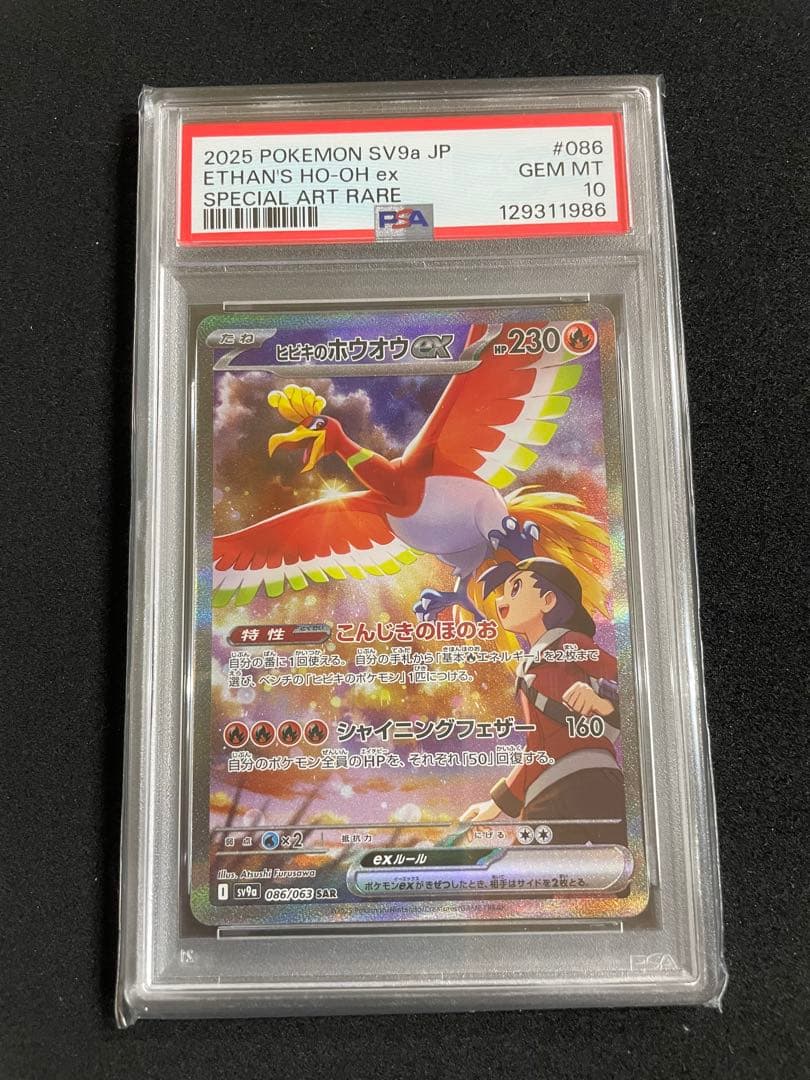 2025 POKEMON SV9a JP #086
ETHAN'S HO-OH ex GEM MT
SPECIAL ART RARE 10
PSA 129311986
たね
ヒビキのホウオウex HP230
特性 こんじきのほのお
自分の番に1回使える。自分の手札から「基本エネルギー」を2枚まで
選び、ベンチの「ヒビキのポケモン」1匹につける。
シャイニングフェザー 160
自分のポケモン全員のHPを、それぞれ「50」回復する。
弱点 ×2 抵抗力 にげる
exルール
ポケモンexがきぜつしたとき、相手はサイドを2枚とる。
Illus. Atsushi Furusawa
I sv9a 086/063 SAR
©2025 Pokémon/Nintendo/Creatures/GAME FREAK
PSA